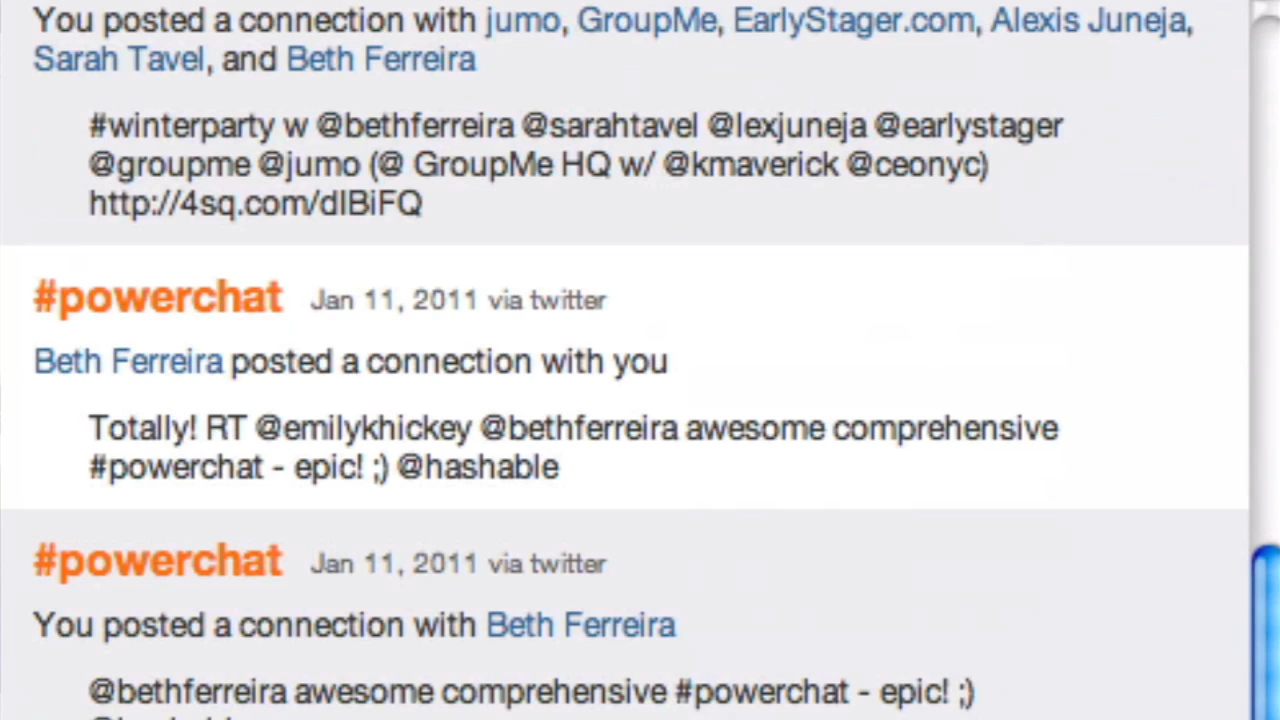 You posted a connection with jumo, GroupMe, EarlyStager.com, Alexis Juneja,
Sarah Tavel, and Beth Ferreira
#winterparty w @bethferreira @sarahtavel @lexjuneja @earlystager
@groupme @jumo (@ GroupMe HQ w/ @kmaverick @ceonyc)
http://4sq.com/dIBiFQ
#powerchat Jan 11, 2011 via twitter
Beth Ferreira posted a connection with you
Totally! RT @emilykhickey @bethferreira awesome comprehensive
#powerchat - epic! ;) @hashable
#powerchat Jan 11, 2011 via twitter
You posted a connection with Beth Ferreira
@bethferreira awesome comprehensive #powerchat - epic! ;)